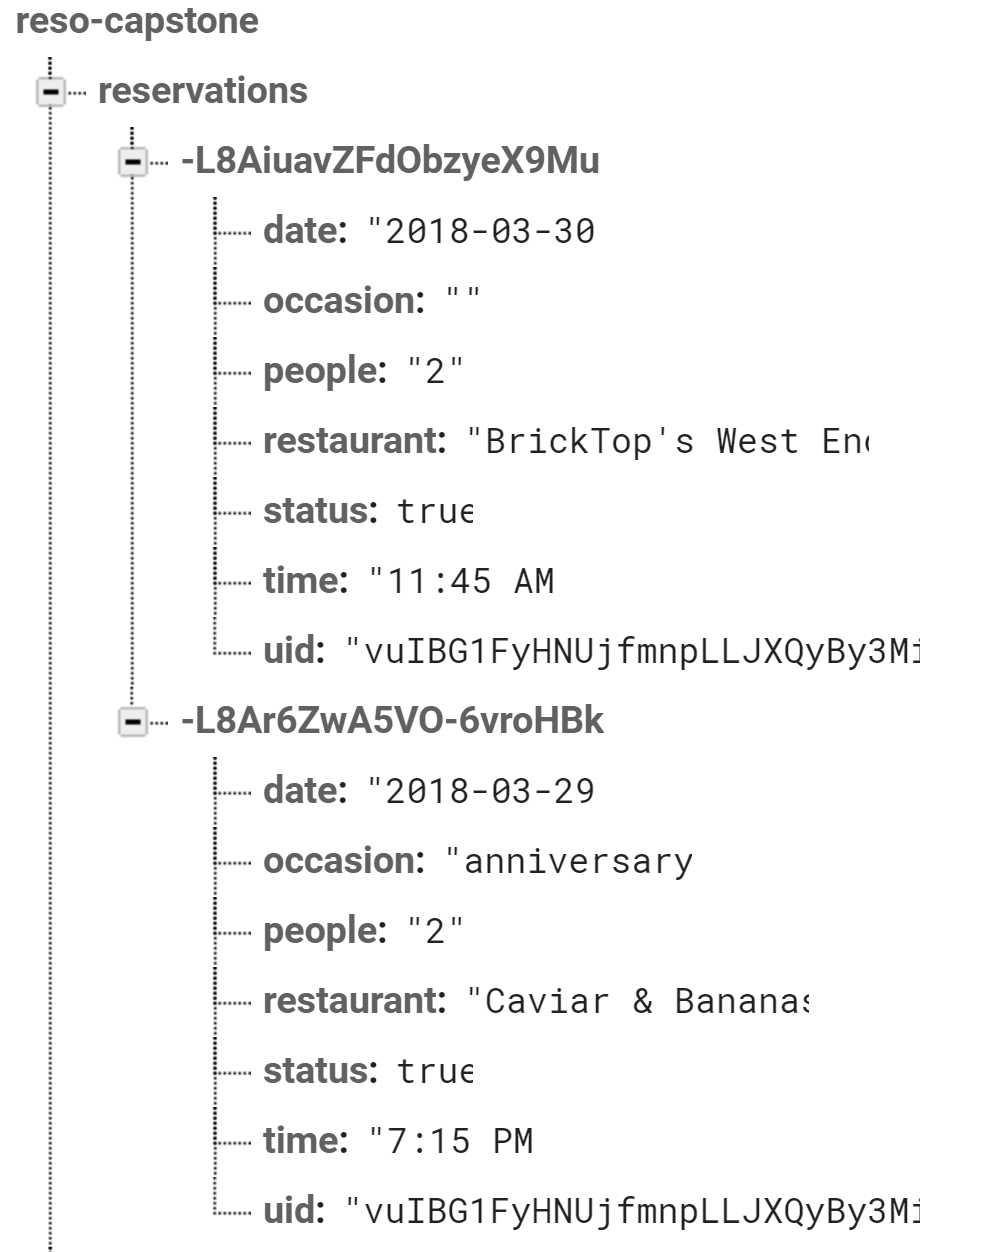 reso-capstone
reservations
-L8AiuavZFdObzyeX9Mu
date: "2018-03-30
occasion: ""
people: "2"
restaurant: "BrickTop's West End
status: true
time: "11:45 AM
uid: "vuIBG1FyHNUjfmnpLLJXQyBy3Mi
-L8Ar6ZwA5VO-6vroHBk
date: "2018-03-29
occasion: "anniversary
people: "2"
restaurant: "Caviar & Bananas
status: true
time: "7:15 PM
uid: "vuIBG1FyHNUjfmnpLLJXQyBy3Mi